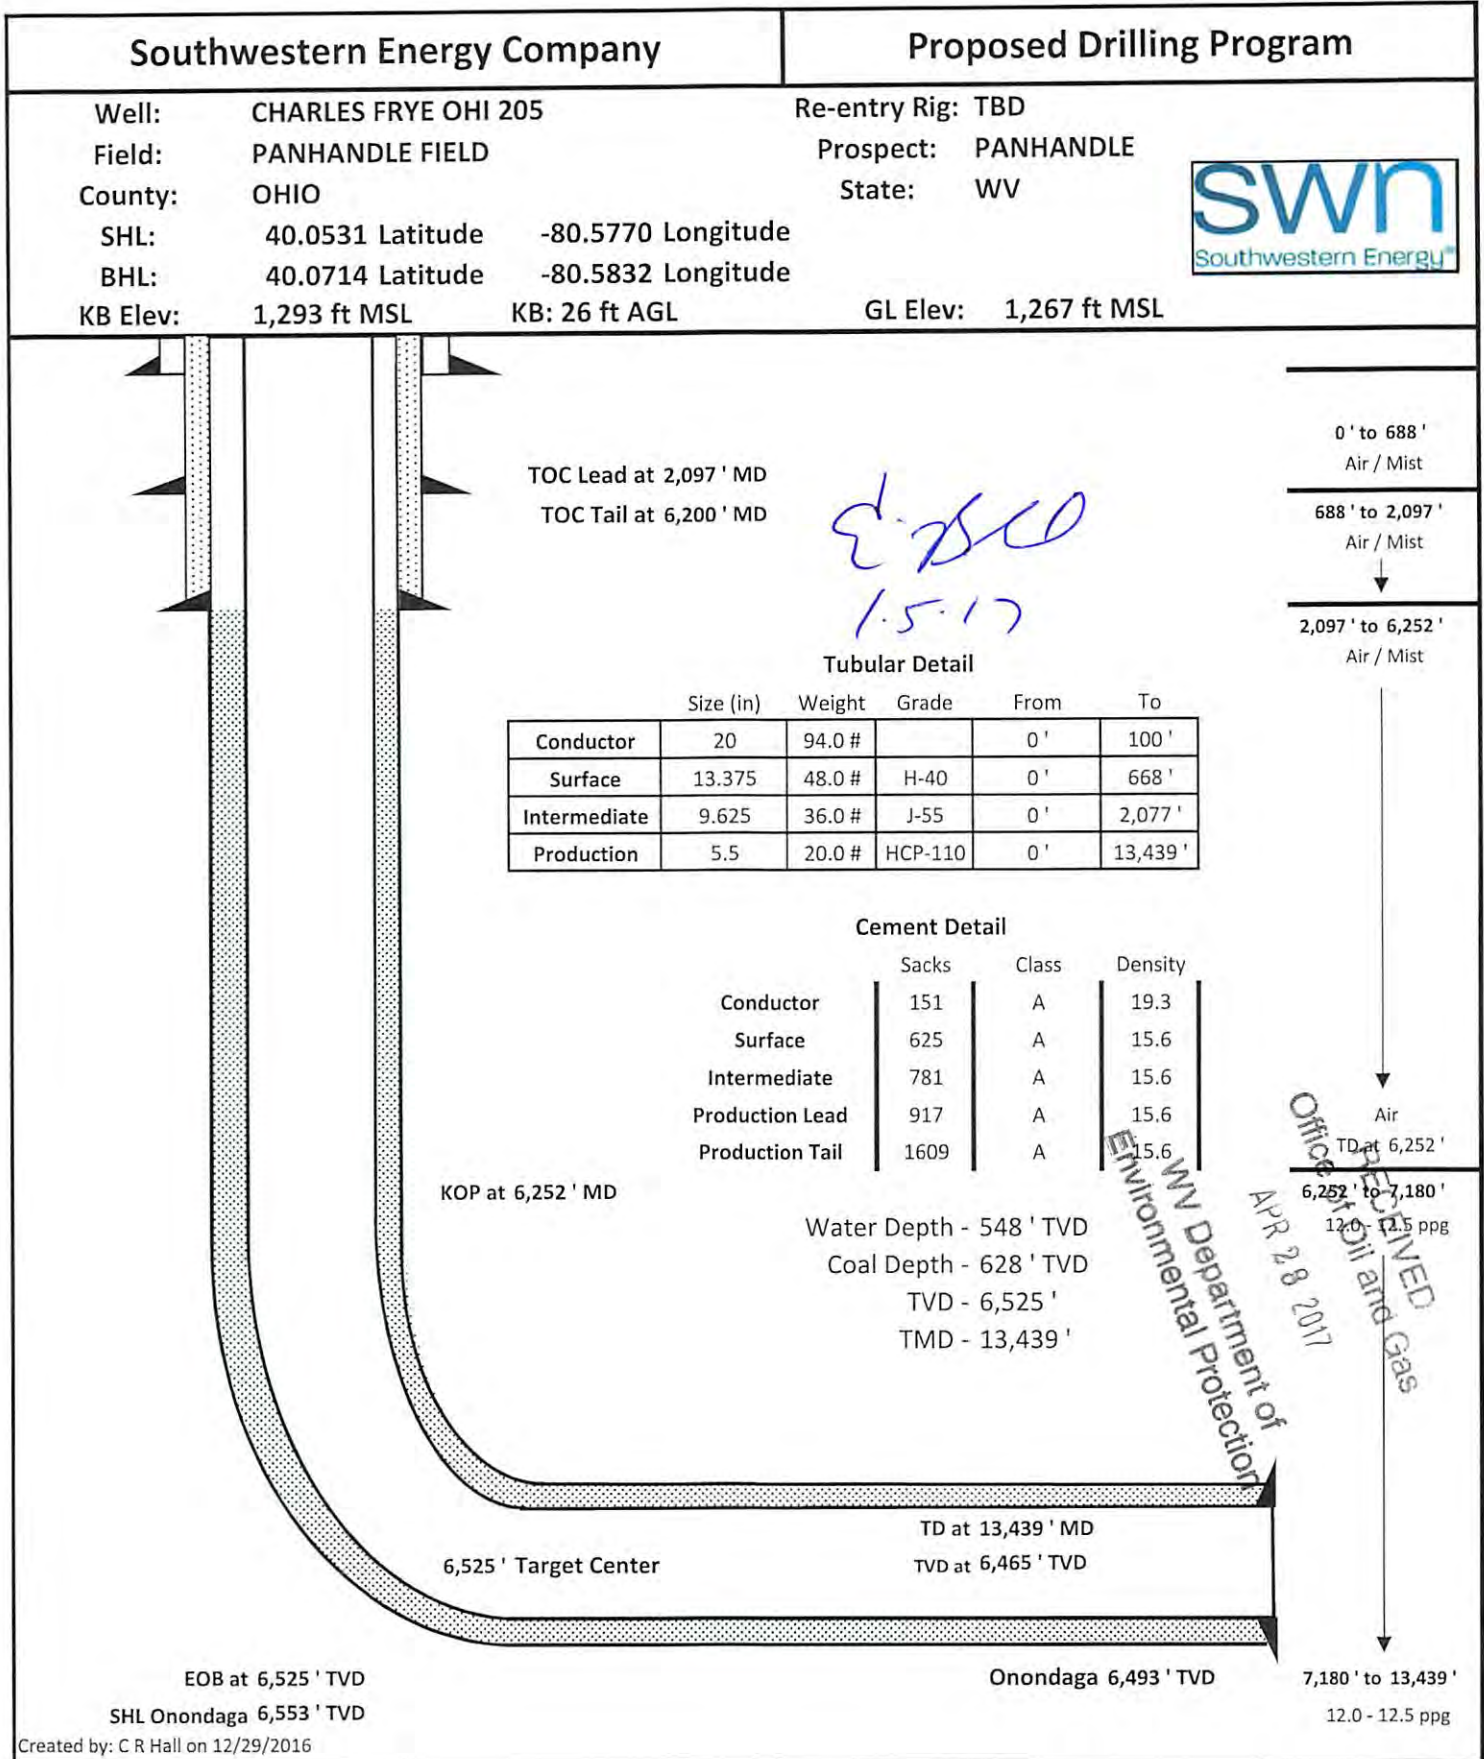 Southwestern Energy Company
Proposed Drilling Program
Well: CHARLES FRYE OHI 205 Re-entry Rig: TBD
Field: PANHANDLE FIELD Prospect: PANHANDLE
County: OHIO State: WV
SHL: 40.0531 Latitude -80.5770 Longitude
BHL: 40.0714 Latitude -80.5832 Longitude
KB Elev: 1,293 ft MSL KB: 26 ft AGL GL Elev: 1,267 ft MSL
swn
Southwestern Energy®
0 ' to 688 '
Air / Mist
TOC Lead at 2,097 ' MD
TOC Tail at 6,200 ' MD
688 ' to 2,097 '
Air / Mist
1.5.17
2,097 ' to 6,252 '
Air / Mist
Tubular Detail
Size (in) Weight Grade From To
Conductor 20 94.0 # 0 ' 100 '
Surface 13.375 48.0 # H-40 0 ' 668 '
Intermediate 9.625 36.0 # J-55 0 ' 2,077 '
Production 5.5 20.0 # HCP-110 0 ' 13,439 '
Cement Detail
Sacks Class Density
Conductor 151 A 19.3
Surface 625 A 15.6
Intermediate 781 A 15.6
Production Lead 917 A 15.6
Production Tail 1609 A 15.6
Air
TD at 6,252 '
KOP at 6,252 ' MD
6,252 ' to 7,180 '
12.0 - 12.5 ppg
Water Depth - 548 ' TVD
Coal Depth - 628 ' TVD
TVD - 6,525 '
TMD - 13,439 '
RECEIVED
Office of Oil and Gas
APR 28 2017
WV Department of
Environmental Protection
TD at 13,439 ' MD
6,525 ' Target Center
TVD at 6,465 ' TVD
EOB at 6,525 ' TVD
Onondaga 6,493 ' TVD
7,180 ' to 13,439 '
SHL Onondaga 6,553 ' TVD
12.0 - 12.5 ppg
Created by: C R Hall on 12/29/2016